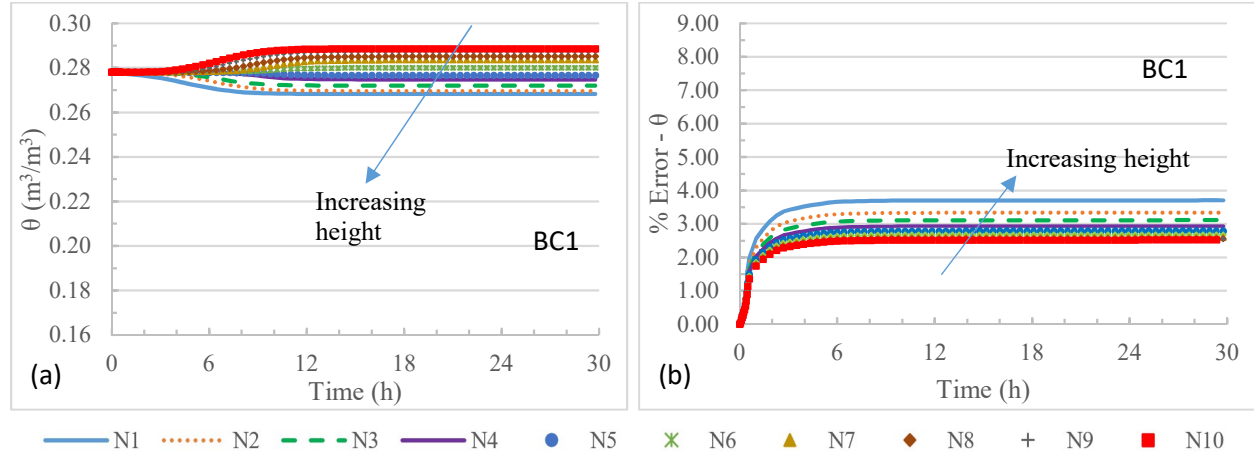 0.30
0.28
0.26
0.24
0.22
0.20
0.18
0.16
θ (m³/m³)
Increasing
height
BC1
0 6 12 18 24 30
(a)
Time (h)
9.00
8.00
7.00
6.00
5.00
4.00
3.00
2.00
1.00
0.00
% Error - θ
BC1
Increasing height
0 6 12 18 24 30
(b)
Time (h)
N1 N2 N3 N4 N5 N6 N7 N8 N9 N10